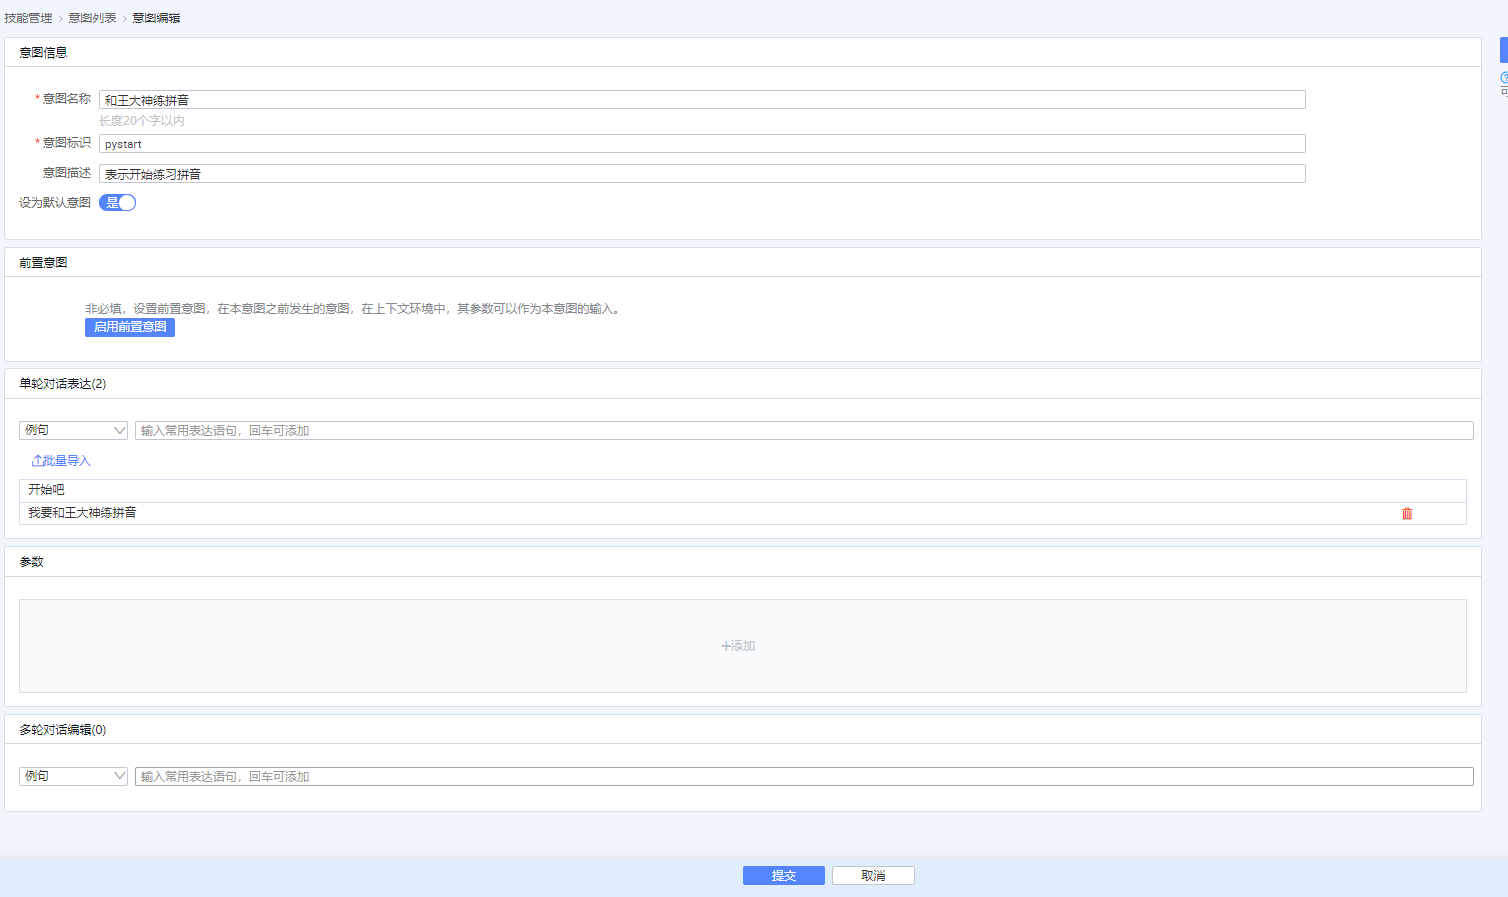 技能管理 > 意图列表 > 意图编辑
意图信息
* 意图名称 和王大神练拼音
长度20个字以内
* 意图标识 pystart
意图描述 表示开始练习拼音
设为默认意图 是
前置意图
非必填，设置前置意图，在本意图之前发生的意图，在上下文环境中，其参数可以作为本意图的输入。
启用前置意图
单轮对话表达(2)
例句 输入常用表达语句，回车可添加
批量导入
开始吧
我要和王大神练拼音
参数
+添加
多轮对话编辑(0)
例句 输入常用表达语句，回车可添加
提交 取消